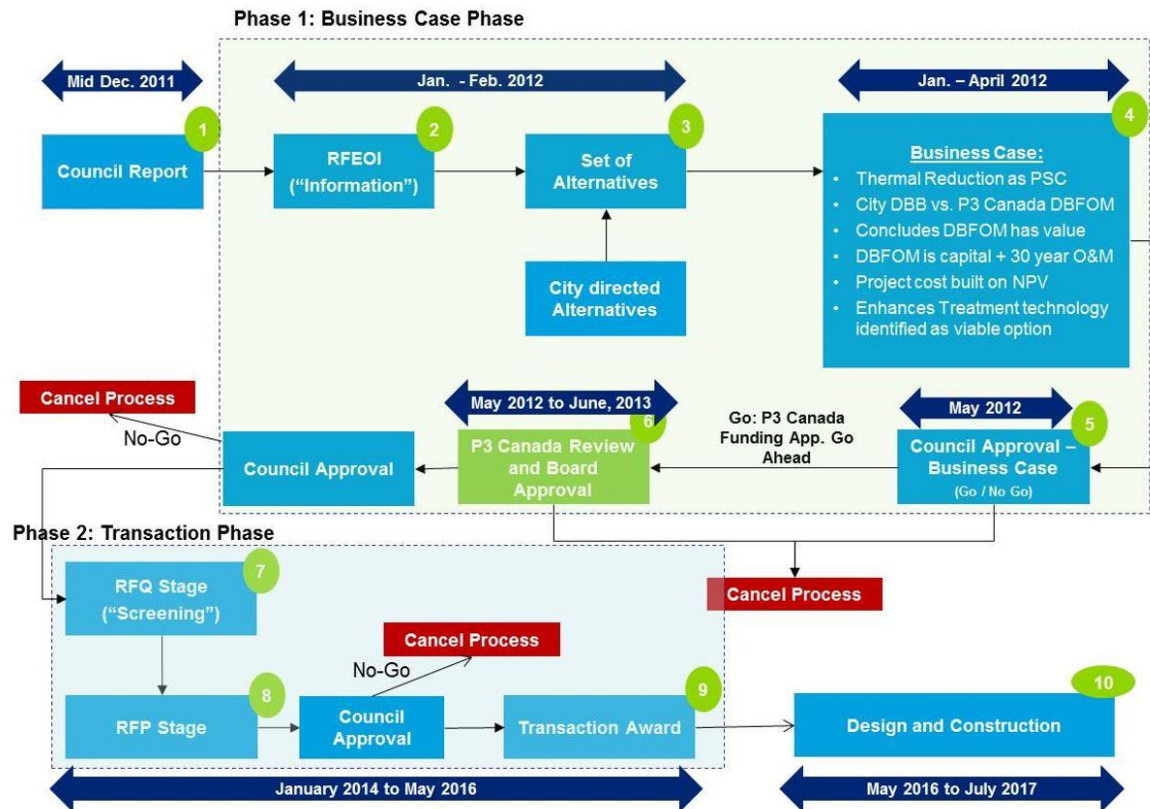 Phase 1: Business Case Phase
Mid Dec. 2011
Jan. - Feb. 2012
Jan. – April 2012
1
Council Report
2
RFEOI
(“Information”)
3
Set of
Alternatives
City directed
Alternatives
4
Business Case:
• Thermal Reduction as PSC
• City DBB vs. P3 Canada DBFOM
• Concludes DBFOM has value
• DBFOM is capital + 30 year O&M
• Project cost built on NPV
• Enhances Treatment technology
identified as viable option
May 2012
5
Council Approval –
Business Case
(Go / No Go)
Go: P3 Canada
Funding App. Go
Ahead
May 2012 to June, 2013
6
P3 Canada Review
and Board
Approval
Council Approval
No-Go
Cancel Process
Cancel Process
Phase 2: Transaction Phase
7
RFQ Stage
(“Screening”)
8
RFP Stage
Council
Approval
No-Go
Cancel Process
9
Transaction Award
10
Design and Construction
January 2014 to May 2016
May 2016 to July 2017